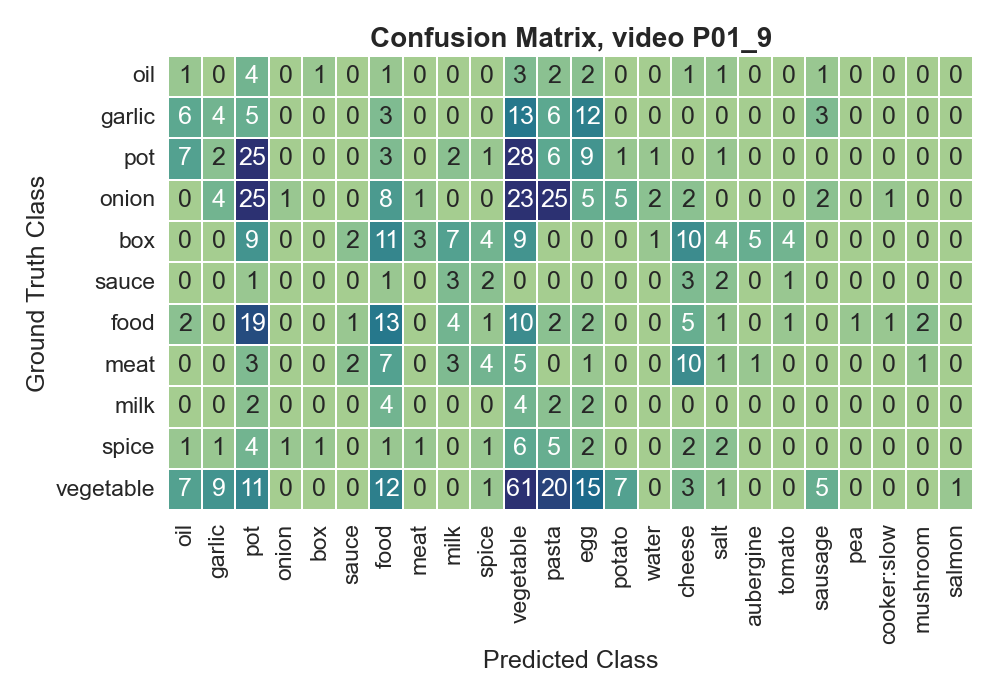 Confusion Matrix, video P01_9
Ground Truth Class
oil 1 0 4 0 1 0 1 0 0 0 3 2 2 0 0 1 1 0 0 1 0 0 0 0
garlic 6 4 5 0 0 0 3 0 0 0 13 6 12 0 0 0 0 0 0 3 0 0 0 0
pot 7 2 25 0 0 0 3 0 2 1 28 6 9 1 1 0 1 0 0 0 0 0 0 0
onion 0 4 25 1 0 0 8 1 0 0 23 25 5 5 2 2 0 0 0 2 0 1 0 0
box 0 0 9 0 0 2 11 3 7 4 9 0 0 0 1 10 4 5 4 0 0 0 0 0
sauce 0 0 1 0 0 0 1 0 3 2 0 0 0 0 0 3 2 0 1 0 0 0 0 0
food 2 0 19 0 0 1 13 0 4 1 10 2 2 0 0 5 1 0 1 0 1 1 2 0
meat 0 0 3 0 0 2 7 0 3 4 5 0 1 0 0 10 1 1 0 0 0 0 1 0
milk 0 0 2 0 0 0 4 0 0 0 4 2 2 0 0 0 0 0 0 0 0 0 0 0
spice 1 1 4 1 1 0 1 1 0 1 6 5 2 0 0 2 2 0 0 0 0 0 0 0
vegetable 7 9 11 0 0 0 12 0 0 1 61 20 15 7 0 3 1 0 0 5 0 0 0 1
oil garlic pot onion box sauce food meat milk spice vegetable pasta egg potato water cheese salt aubergine tomato sausage pea cooker:slow mushroom salmon
Predicted Class